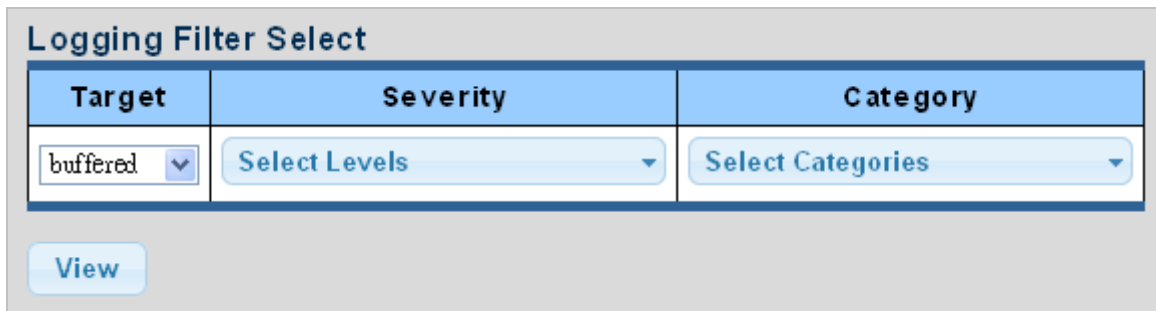 Logging Filter Select
Target Severity Category
buffered Select Levels Select Categories
View